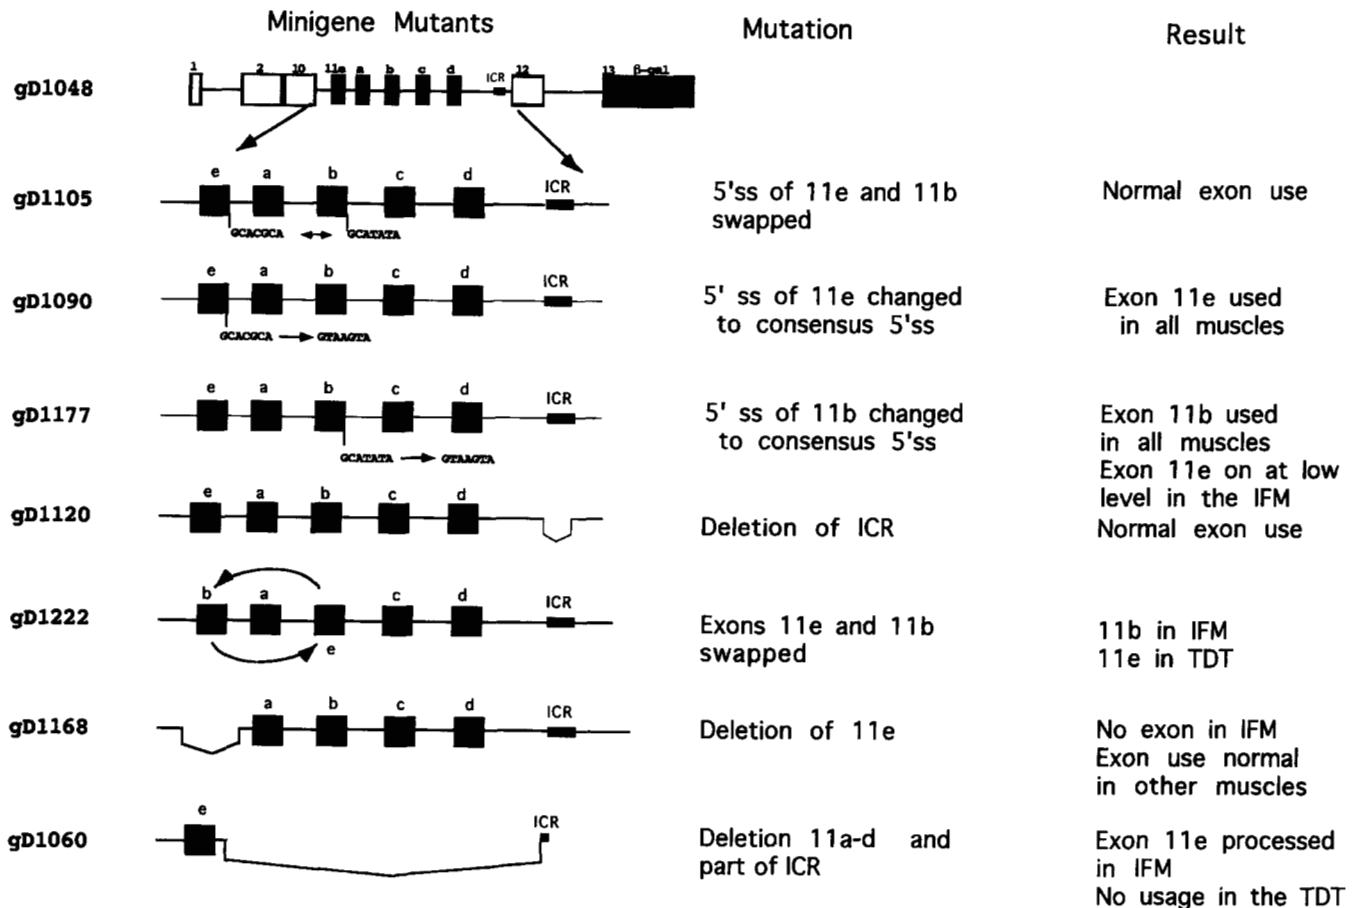 Minigene Mutants
Mutation
Result
gD1048
1 2 10 11e a b c d ICR 12 13 β-gal
gD1105
e a b c d ICR
GCACGCA GCATATA
5'ss of 11e and 11b
swapped
Normal exon use
gD1090
e a b c d ICR
GCACGCA GTAAGTA
5' ss of 11e changed
to consensus 5'ss
Exon 11e used
in all muscles
gD1177
e a b c d ICR
GCATATA GTAAGTA
5' ss of 11b changed
to consensus 5'ss
Exon 11b used
in all muscles
Exon 11e on at low
level in the IFM
gD1120
e a b c d
Deletion of ICR
Normal exon use
gD1222
b a c d ICR
e
Exons 11e and 11b
swapped
11b in IFM
11e in TDT
gD1168
a b c d ICR
Deletion of 11e
No exon in IFM
Exon use normal
in other muscles
gD1060
e ICR
Deletion 11a-d and
part of ICR
Exon 11e processed
in IFM
No usage in the TDT